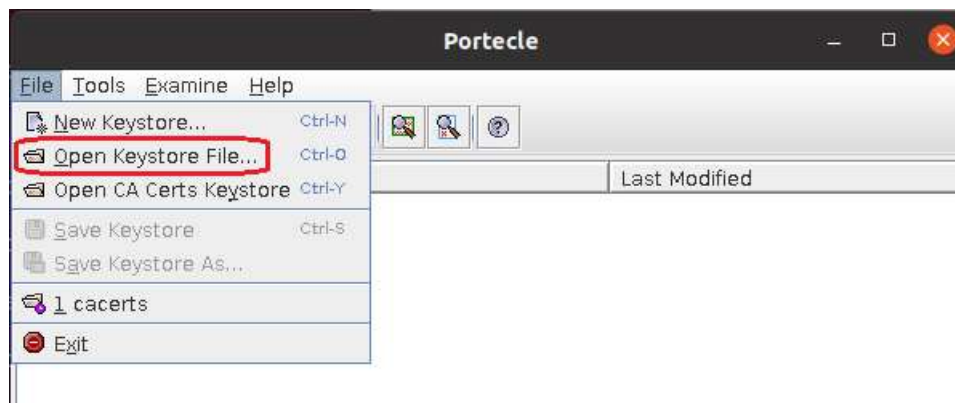 Portecle
File Tools Examine Help
New Keystore... Ctrl-N
Open Keystore File... Ctrl-O
Open CA Certs Keystore Ctrl-Y
Last Modified
Save Keystore Ctrl-S
Save Keystore As...
1 cacerts
Exit